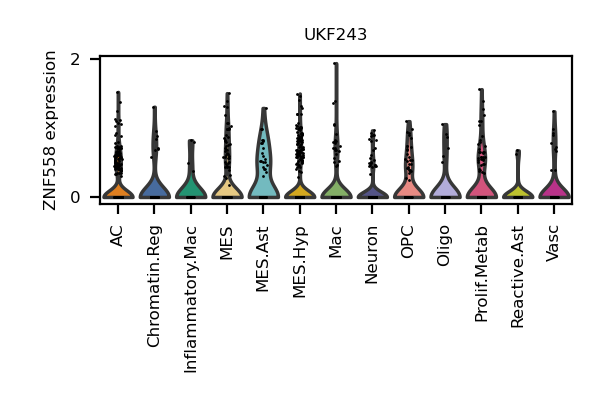 UKF243
ZNF558 expression
2
0
AC
Chromatin.Reg
Inflammatory.Mac
MES
MES.Ast
MES.Hyp
Mac
Neuron
OPC
Oligo
Prolif.Metab
Reactive.Ast
Vasc